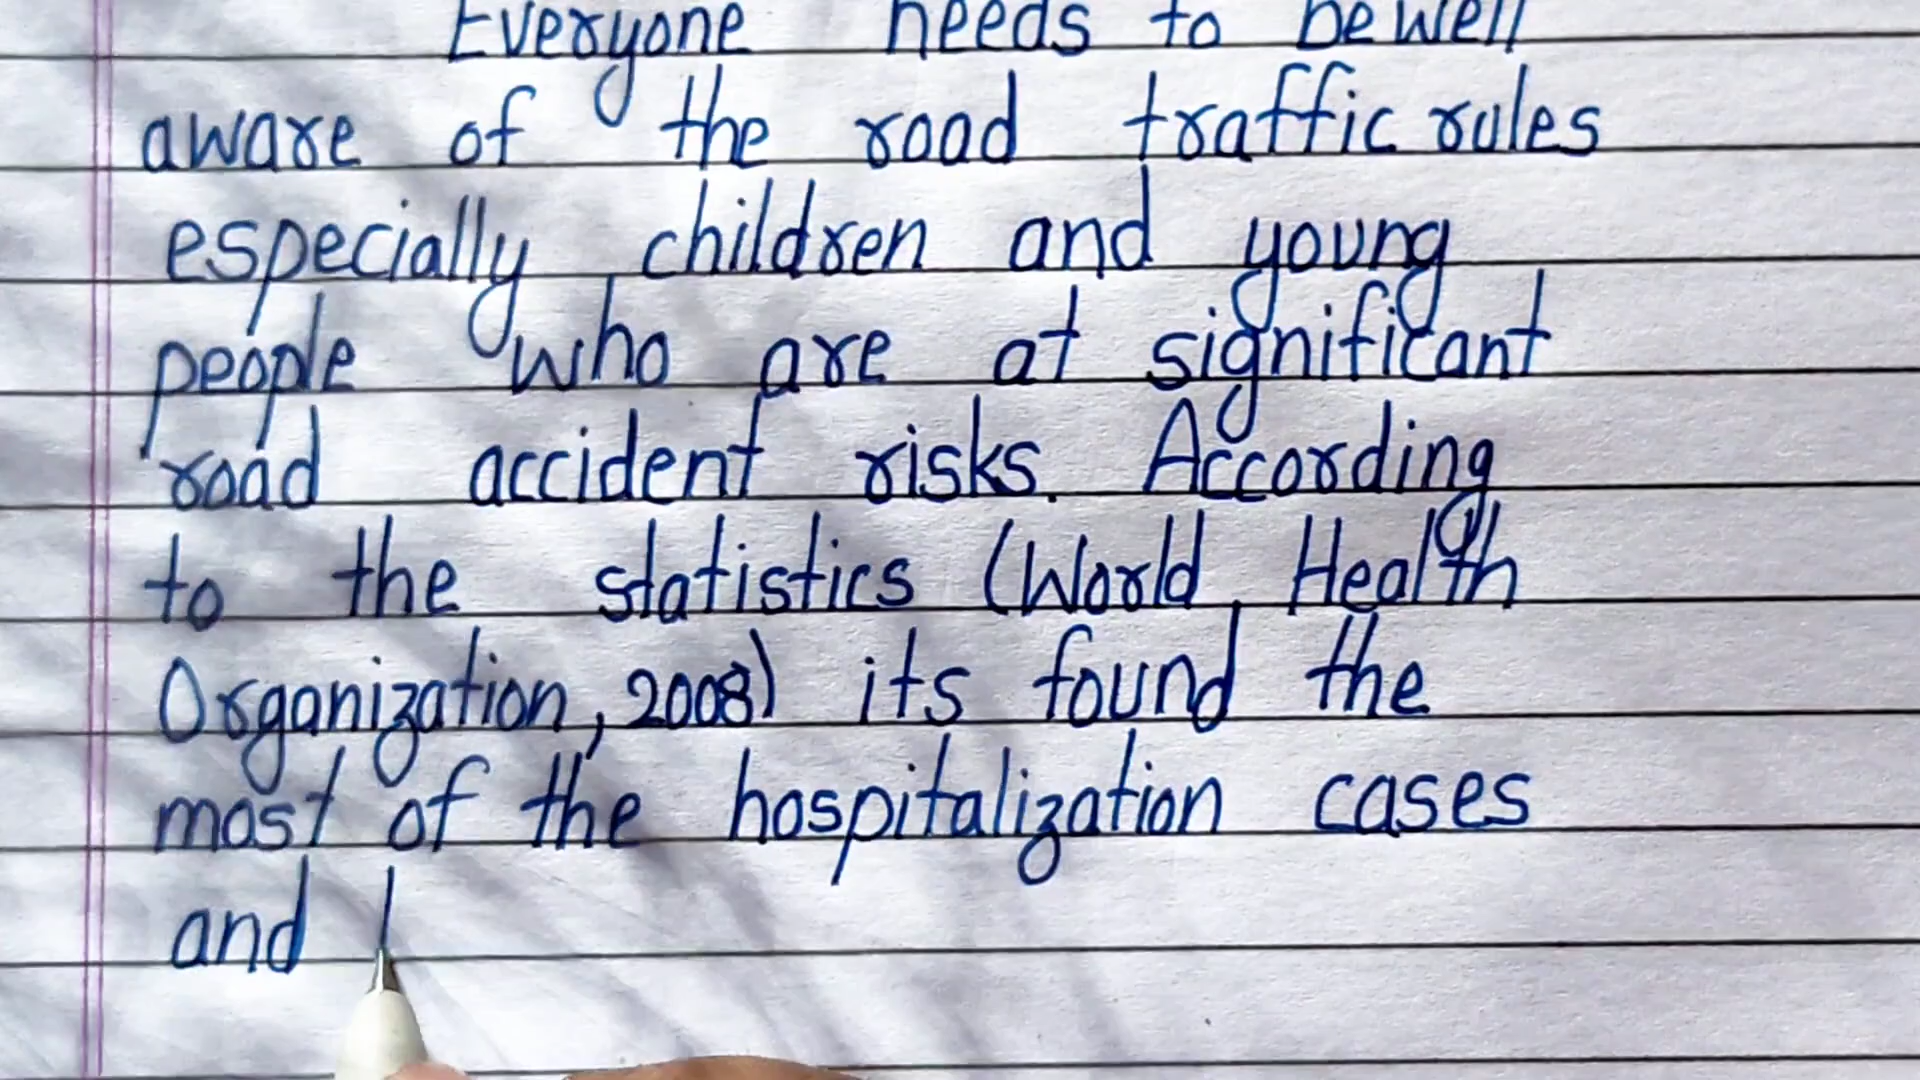 Everyone needs to be well
aware of the road traffic rules
especially children and young
people who are at significant
road accident risks. According
to the statistics (World Health
Organization, 2008) its found the
most of the hospitalization cases
and